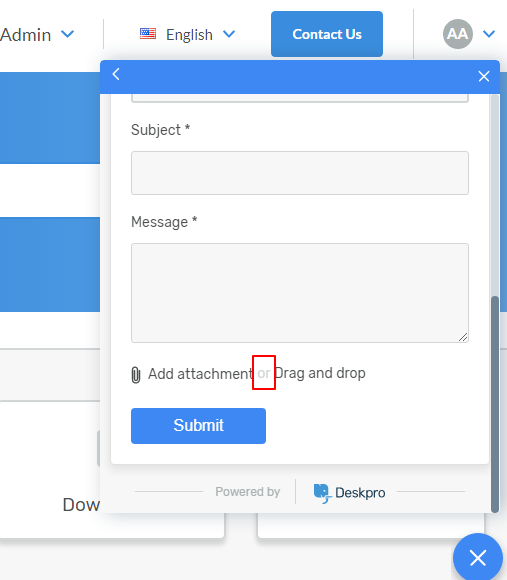 Admin
English
Contact Us
AA
Subject *
Message *
Add attachment or Drag and drop
Submit
Powered by Deskpro
Dow